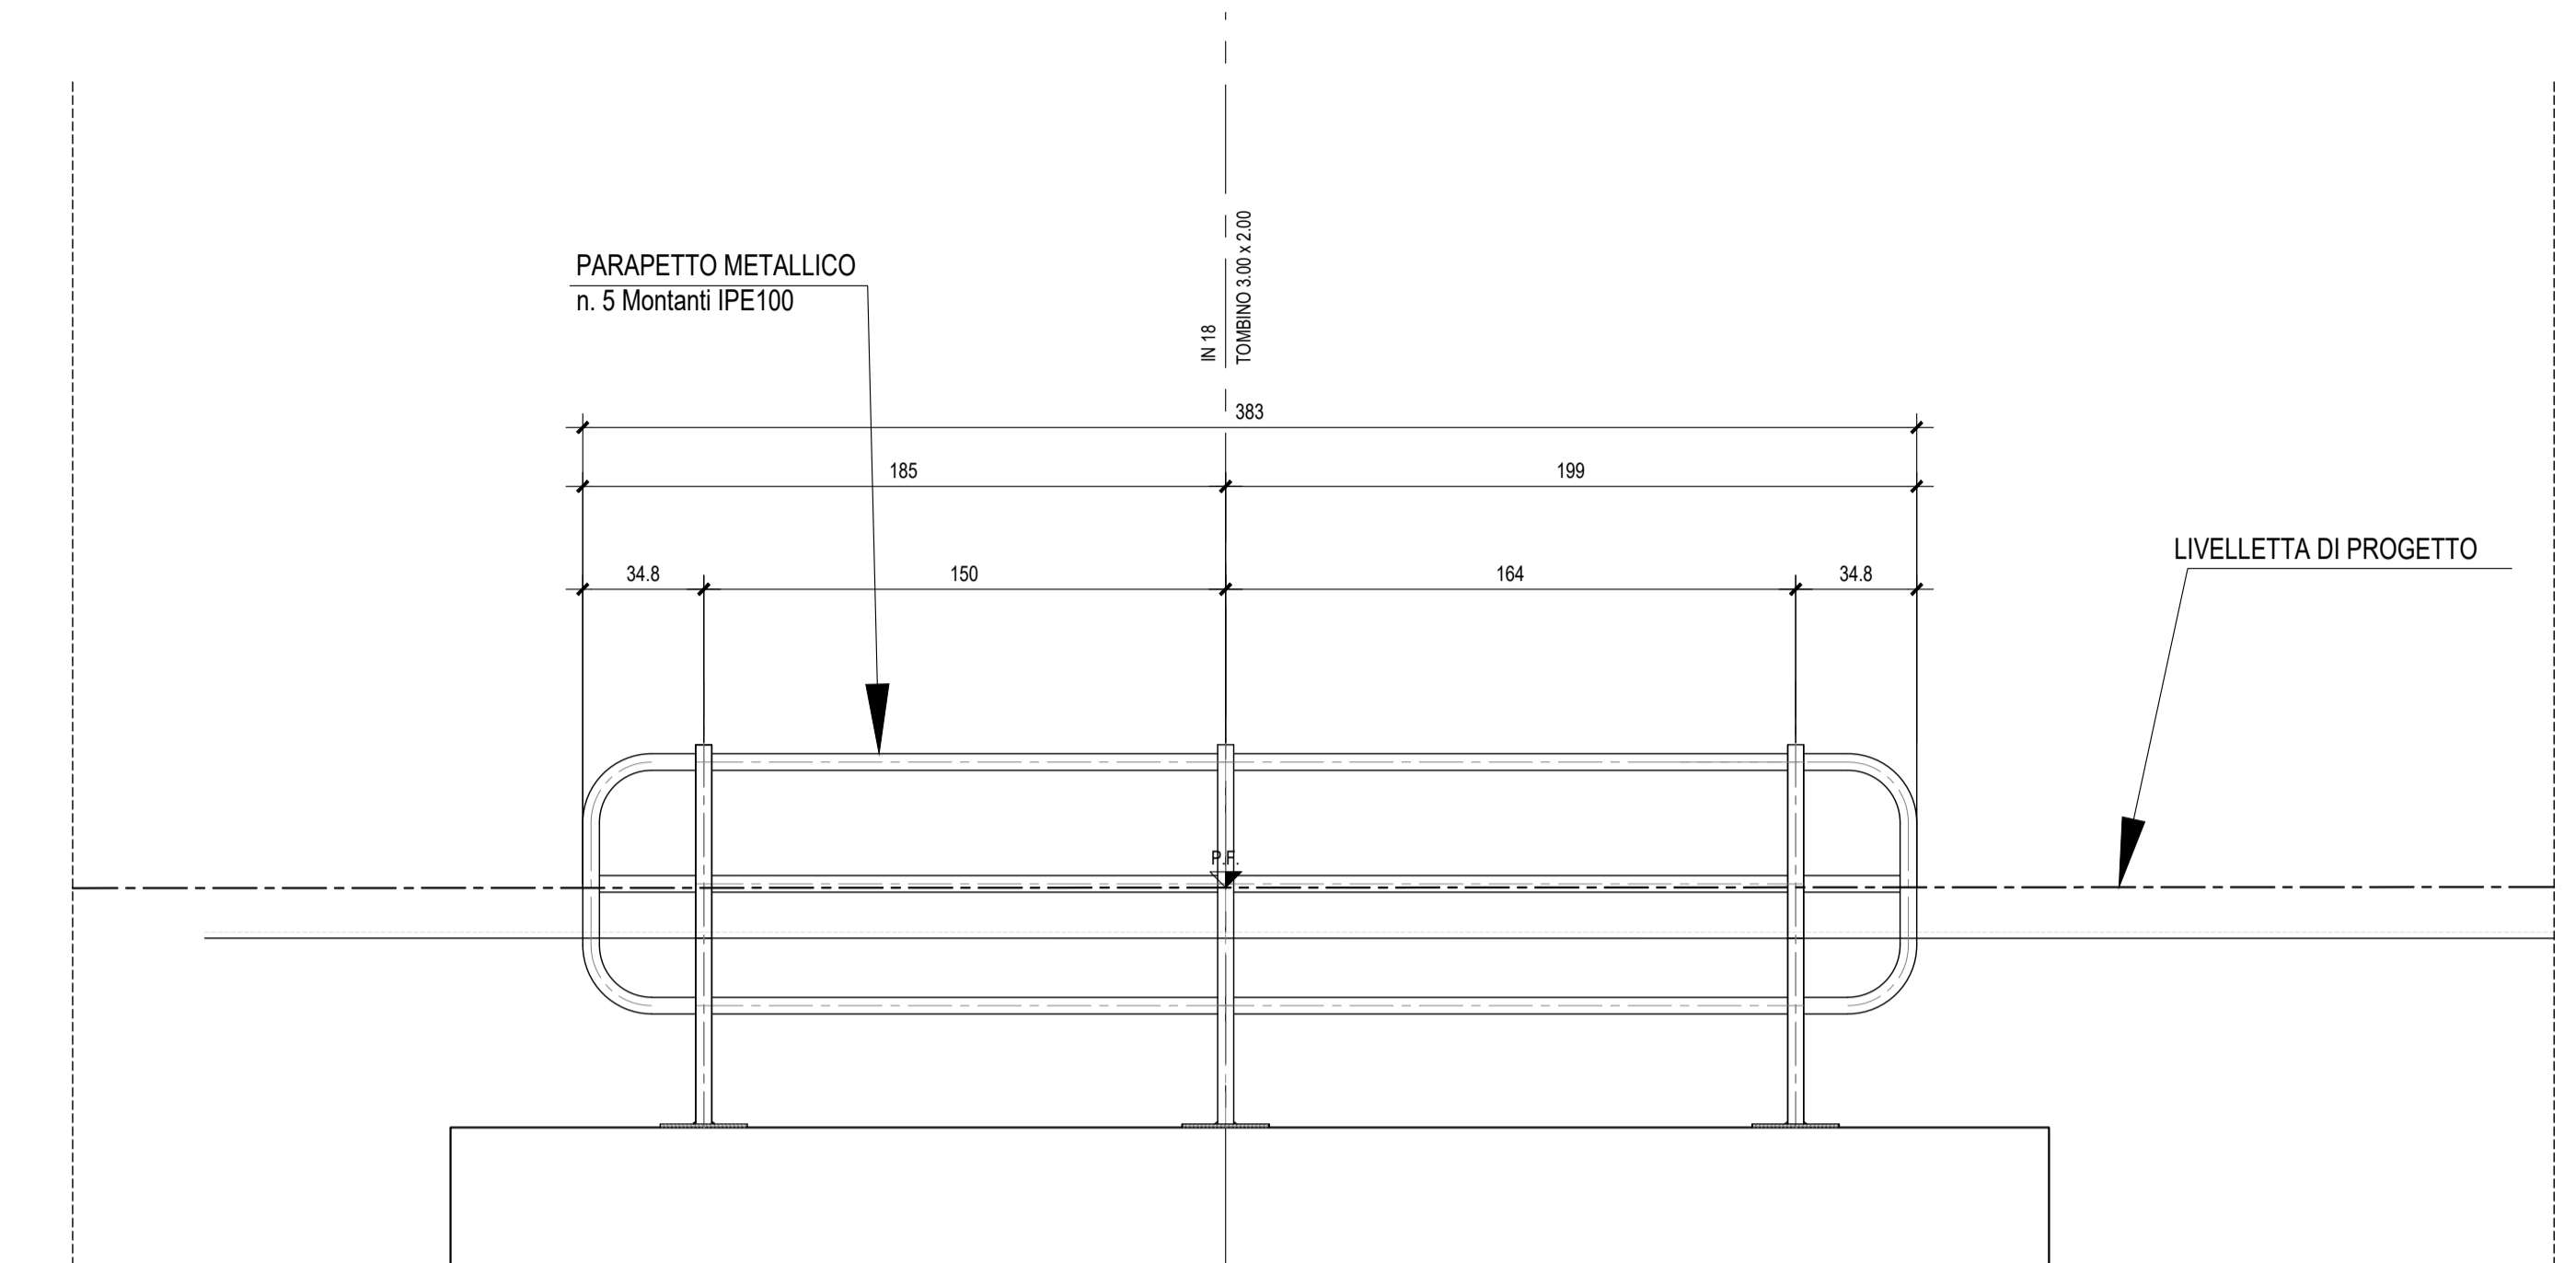 IN 18
TOMBINO 3.00 x 2.00
PARAPETTO METALLICO
n. 5 Montanti IPE100
383
185
199
34.8
150
164
34.8
LIVELLETTA DI PROGETTO
P.F.